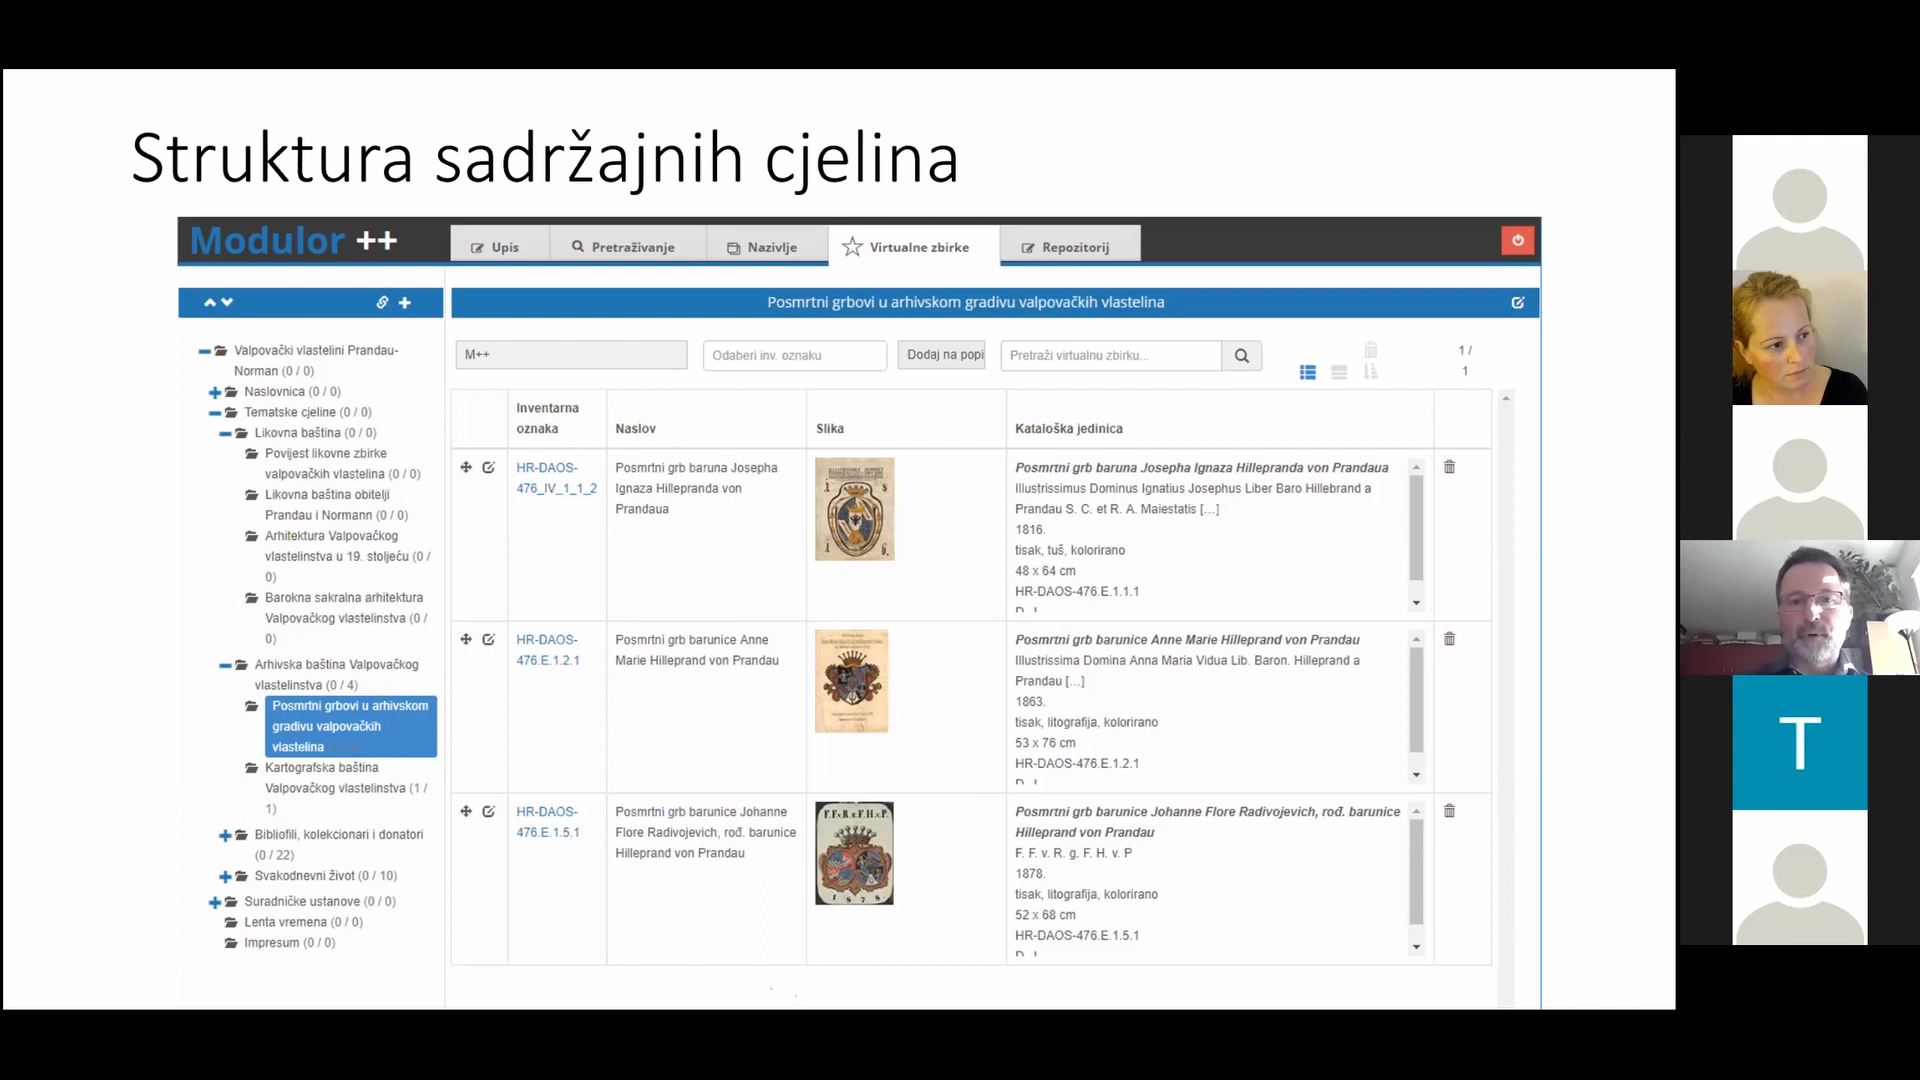 Struktura sadržajnih cjelina
Modulor ++
Upis
Pretraživanje
Nazivlje
Virtualne zbirke
Repozitorij
Posmrtni grbovi u arhivskom gradivu valpovačkih vlastelina
Valpovački vlastelini Prandau-
Norman (0 / 0)
Naslovnica (0 / 0)
Tematske cjeline (0 / 0)
Likovna baština (0 / 0)
Povijest likovne zbirke
valpovačkih vlastelina (0 / 0)
Likovna baština obitelji
Prandau i Normann (0 / 0)
Arhitektura Valpovačkog
vlastelinstva u 19. stoljeću (0 /
0)
Barokna sakralna arhitektura
Valpovačkog vlastelinstva (0 /
0)
Arhivska baština Valpovačkog
vlastelinstva (0 / 4)
Posmrtni grbovi u arhivskom
gradivu valpovačkih
vlastelina
Kartografska baština
Valpovačkog vlastelinstva (1 /
1)
Bibliofili, kolekcionari i donatori
(0 / 22)
Svakodnevni život (0 / 10)
Suradničke ustanove (0 / 0)
Lenta vremena (0 / 0)
Impresum (0 / 0)
M++
Odaberi inv. oznaku
Dodaj na popi
Pretraži virtualnu zbirku...
1 /
1
Inventarna
oznaka
Naslov
Slika
Kataloška jedinica
HR-DAOS-
476_IV_1_1_2
Posmrtni grb baruna Josepha
Ignaza Hillepranda von
Prandaua
1 8
1 6.
Posmrtni grb baruna Josepha Ignaza Hillepranda von Prandaua
Illustrissimus Dominus Ignatius Josephus Liber Baro Hillebrand a
Prandau S. C. et R. A. Maiestatis [...]
1816.
tisak, tuš, kolorirano
48 x 64 cm
HR-DAOS-476.E.1.1.1
HR-DAOS-
476.E.1.2.1
Posmrtni grb barunice Anne
Marie Hilleprand von Prandau
Posmrtni grb barunice Anne Marie Hilleprand von Prandau
Illustrissima Domina Anna Maria Vidua Lib. Baron. Hilleprand a
Prandau [...]
1863.
tisak, litografija, kolorirano
53 x 76 cm
HR-DAOS-476.E.1.2.1
HR-DAOS-
476.E.1.5.1
Posmrtni grb barunice Johanne
Flore Radivojevich, rođ. barunice
Hilleprand von Prandau
F.F.v.R.g.F.H.v.P.
1 8 7 8
Posmrtni grb barunice Johanne Flore Radivojevich, rođ. barunice
Hilleprand von Prandau
F. F. v. R. g. F. H. v. P
1878.
tisak, litografija, kolorirano
52 x 68 cm
HR-DAOS-476.E.1.5.1
T